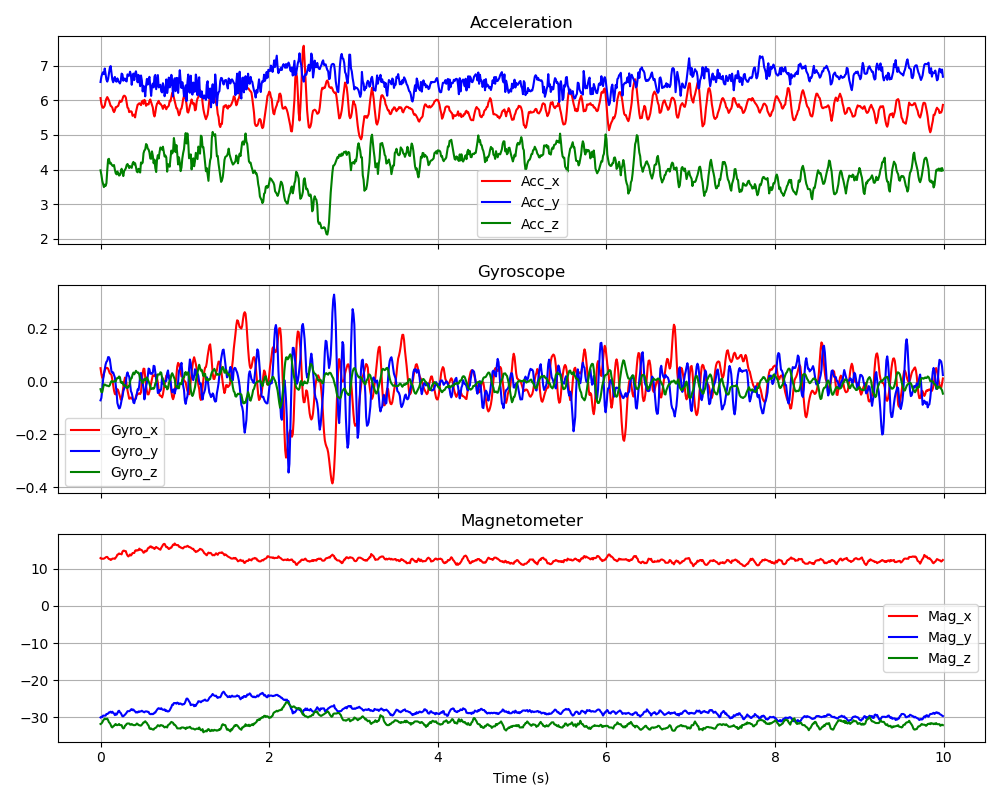 Acceleration
7
6
5
4
3
2
Acc_x
Acc_y
Acc_z
Gyroscope
0.2
0.0
−0.2
−0.4
Gyro_x
Gyro_y
Gyro_z
Magnetometer
10
0
−10
−20
−30
Mag_x
Mag_y
Mag_z
0 2 4 6 8 10
Time (s)